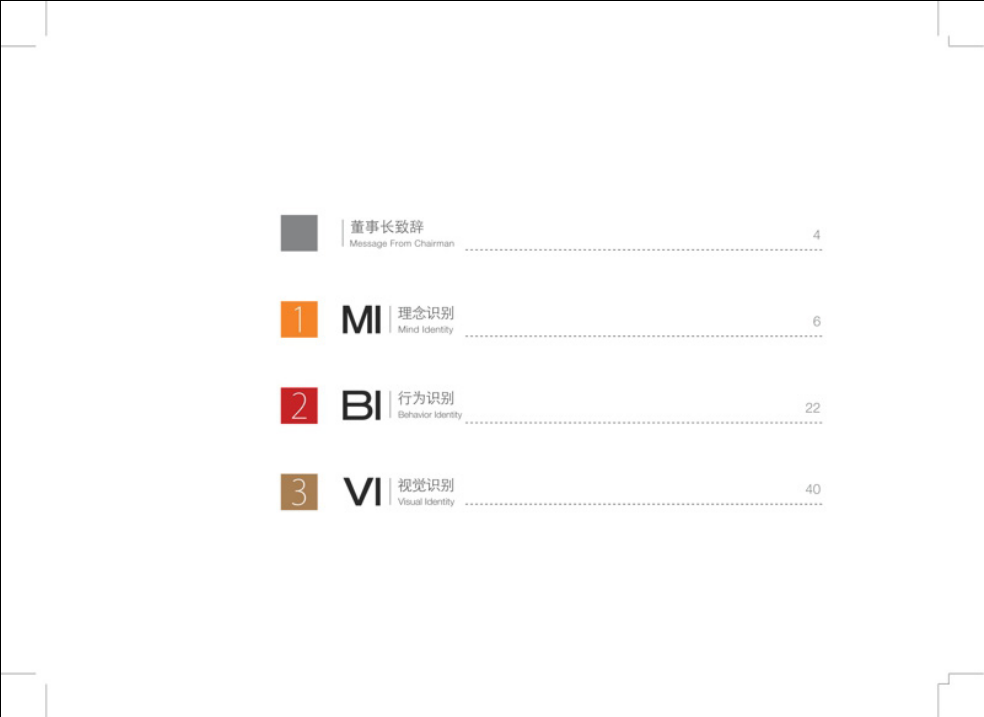 董事长致辞
Message From Chairman
4
1
MI
理念识别
Mind Identity
6
2
BI
行为识别
Behavior Identity
22
3
VI
视觉识别
Visual Identity
40